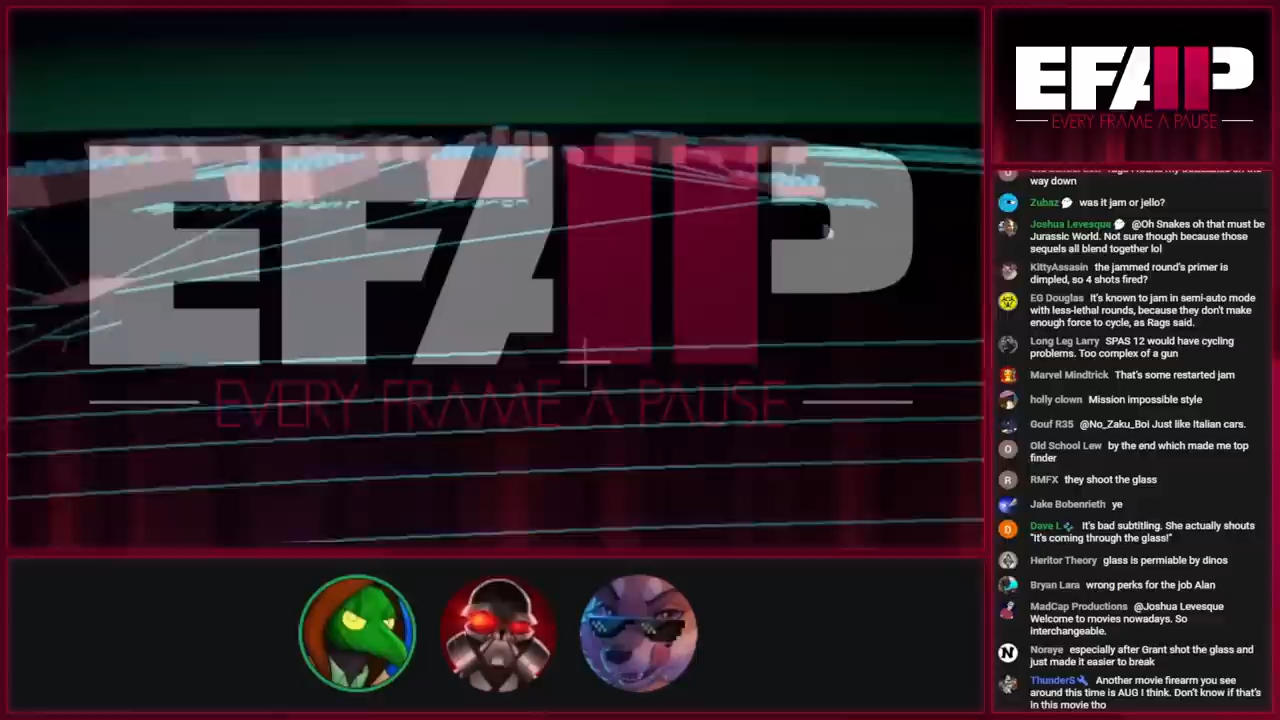 EFAP
EVERY FRAME A PAUSE
EFAP
EVERY FRAME A PAUSE
way down
Zubaz was it jam or jello?
Joshua Levesque @Oh Snakes oh that must be
Jurassic World. Not sure though because those
sequels all blend together lol
KittyAssasin the jammed round's primer is
dimpled, so 4 shots fired?
EG Douglas It's known to jam in semi-auto mode
with less-lethal rounds, because they don't make
enough force to cycle, as Rags said.
Long Leg Larry SPAS 12 would have cycling
problems. Too complex of a gun
Marvel Mindtrick That's some restarted jam
holly clown Mission impossible style
Gouf R35 @No_Zaku_Boi Just like Italian cars.
O Old School Lew by the end which made me top
finder
R RMFX they shoot the glass
Jake Bobenrieth ye
D Dave L It's bad subtitling. She actually shouts
"It's coming through the glass!"
Heritor Theory glass is permiable by dinos
Bryan Lara wrong perks for the job Alan
MadCap Productions @Joshua Levesque
Welcome to movies nowadays. So
interchangeable.
N Noraye especially after Grant shot the glass and
just made it easier to break
ThunderS Another movie firearm you see
around this time is AUG I think. Don't know if that's
in this movie tho